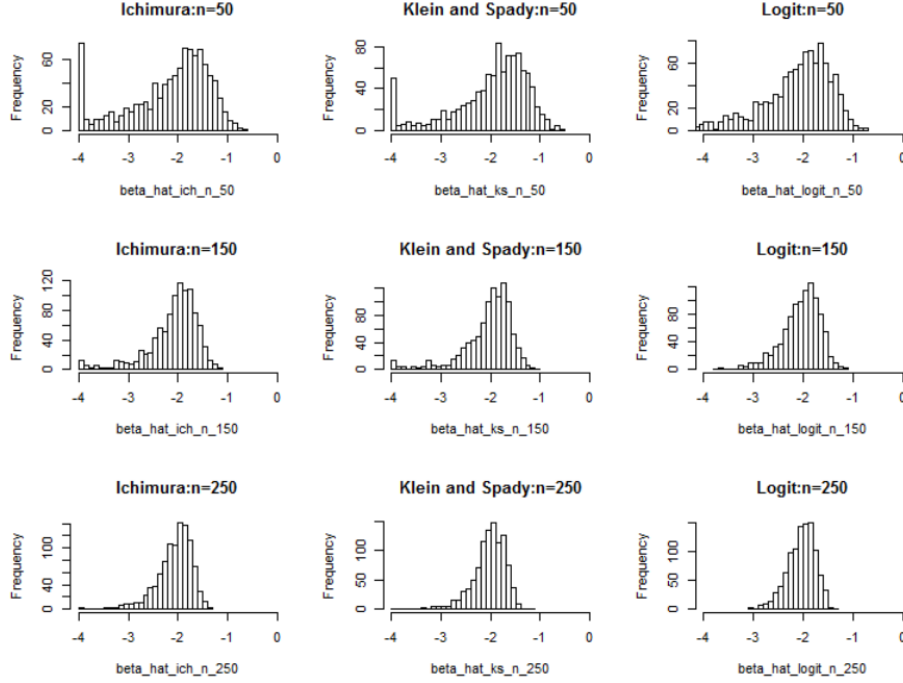 Ichimura:n=50
Klein and Spady:n=50
Logit:n=50
Frequency
0 20 60
-4 -3 -2 -1 0
beta_hat_ich_n_50
Frequency
0 40 80
-4 -3 -2 -1 0
beta_hat_ks_n_50
Frequency
0 20 60
-4 -3 -2 -1 0
beta_hat_logit_n_50
Ichimura:n=150
Klein and Spady:n=150
Logit:n=150
Frequency
0 40 80 120
-4 -3 -2 -1 0
beta_hat_ich_n_150
Frequency
0 40 80
-4 -3 -2 -1 0
beta_hat_ks_n_150
Frequency
0 40 80
-4 -3 -2 -1 0
beta_hat_logit_n_150
Ichimura:n=250
Klein and Spady:n=250
Logit:n=250
Frequency
0 40 100
-4 -3 -2 -1 0
beta_hat_ich_n_250
Frequency
0 50 100 150
-4 -3 -2 -1 0
beta_hat_ks_n_250
Frequency
0 50 100
-4 -3 -2 -1 0
beta_hat_logit_n_250